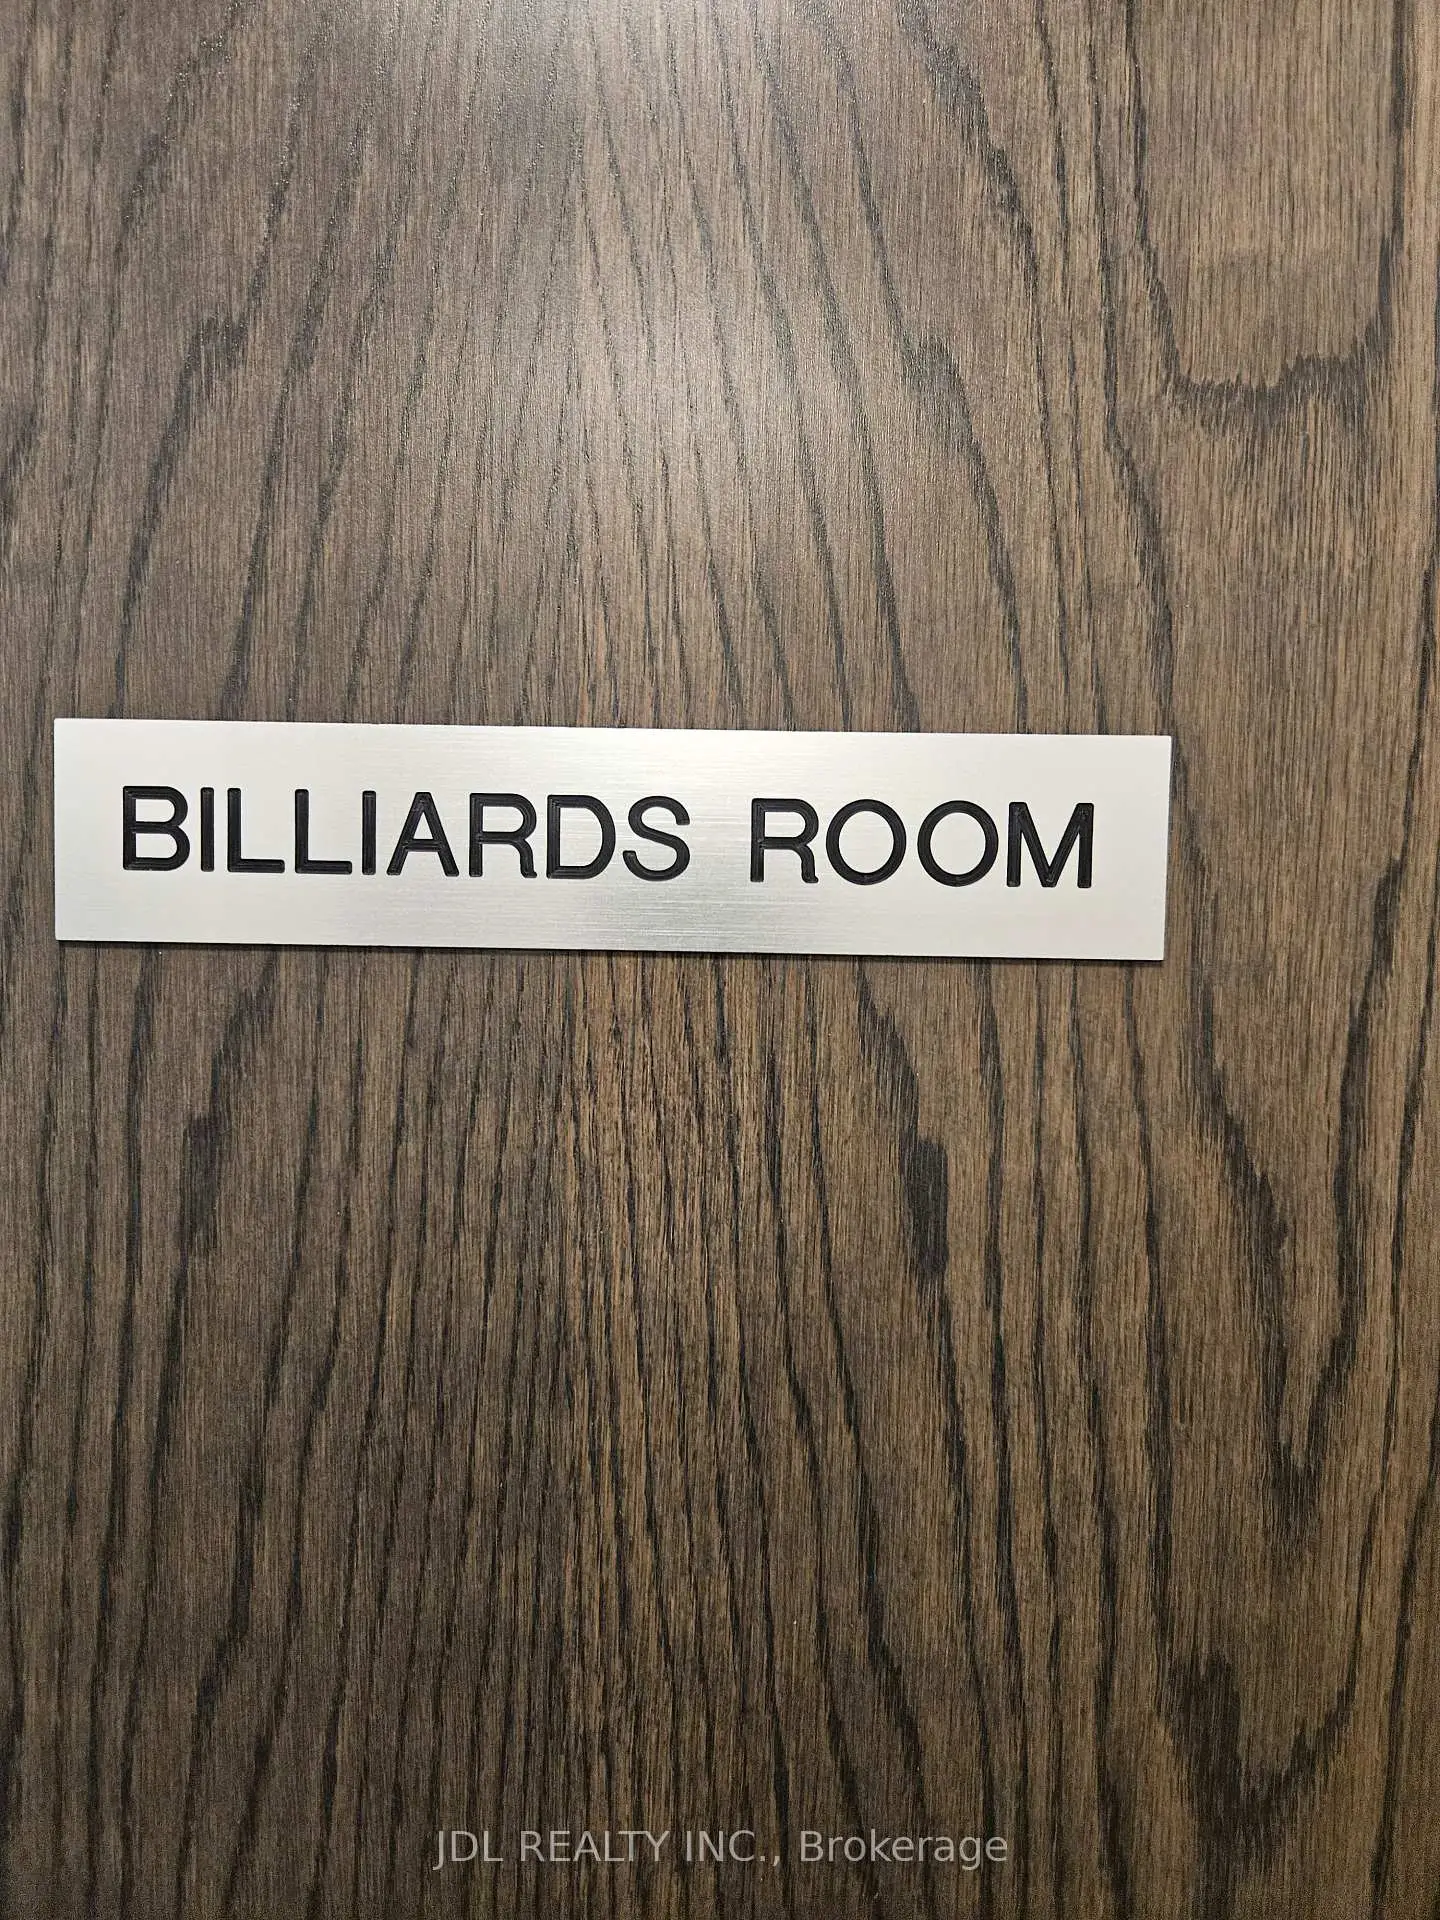 BILLIARDS ROOM
JDL REALTY INC., Brokerage